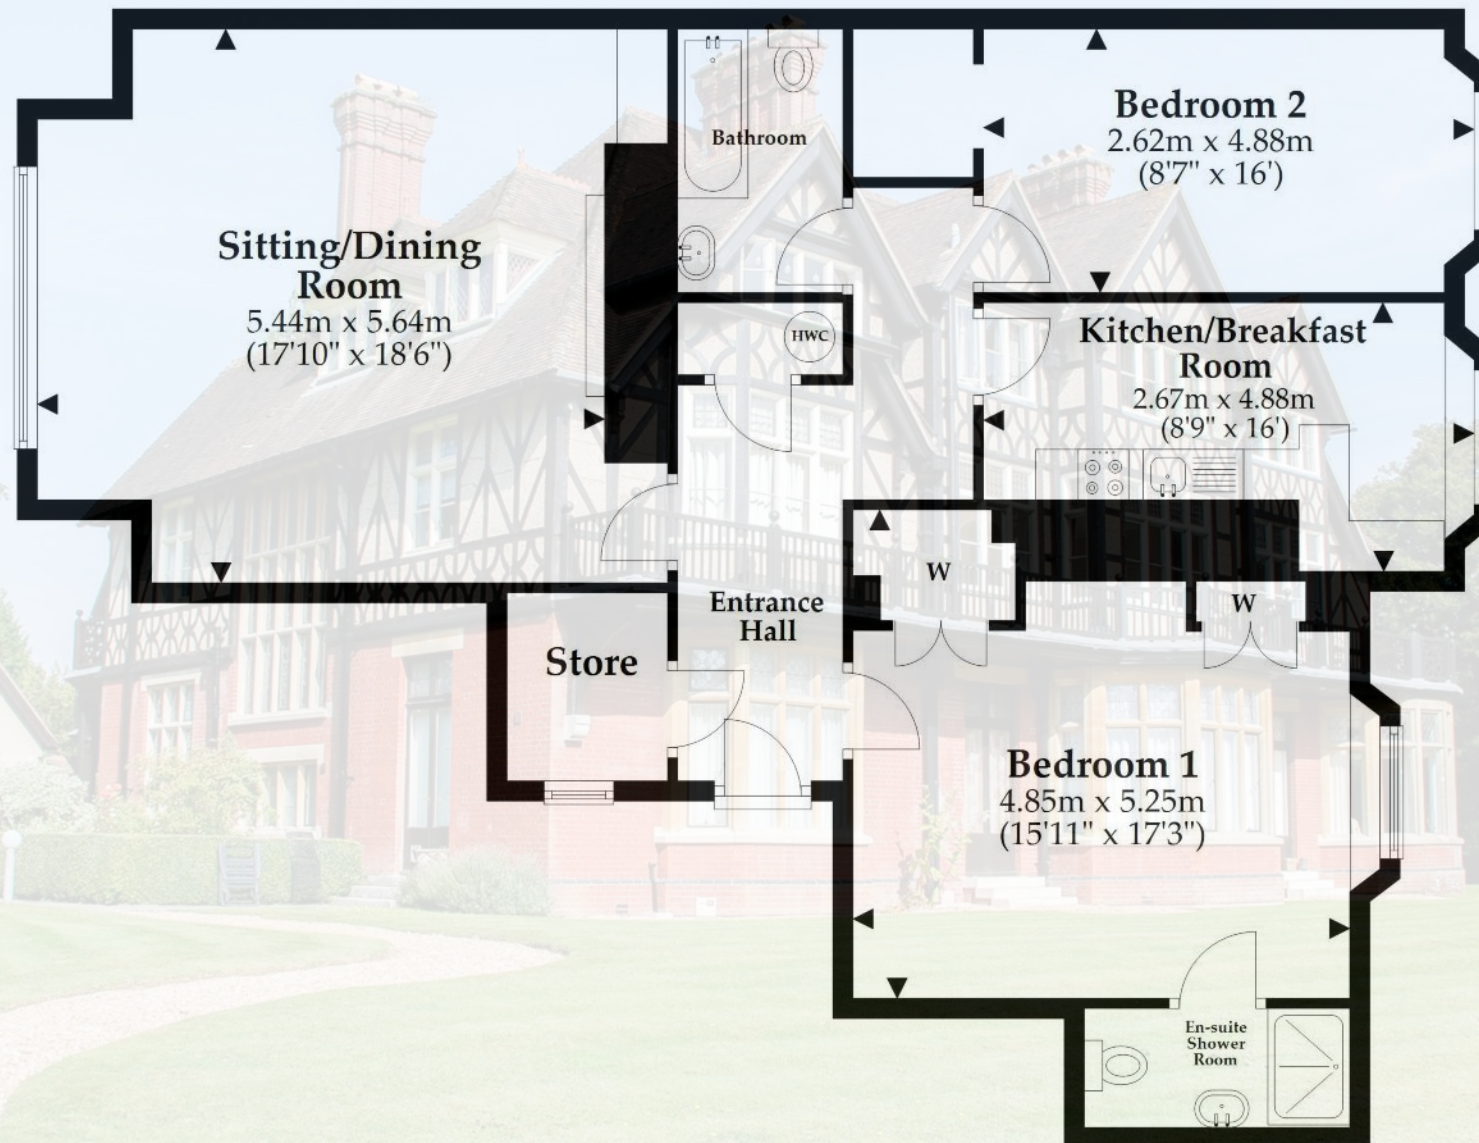 Bathroom
Bedroom 2
2.62m x 4.88m
(8'7" x 16')
Sitting/Dining
Room
5.44m x 5.64m
(17'10" x 18'6")
HWC
Kitchen/Breakfast
Room
2.67m x 4.88m
(8'9" x 16')
W
W
Entrance
Hall
Store
Bedroom 1
4.85m x 5.25m
(15'11" x 17'3")
En-suite
Shower
Room